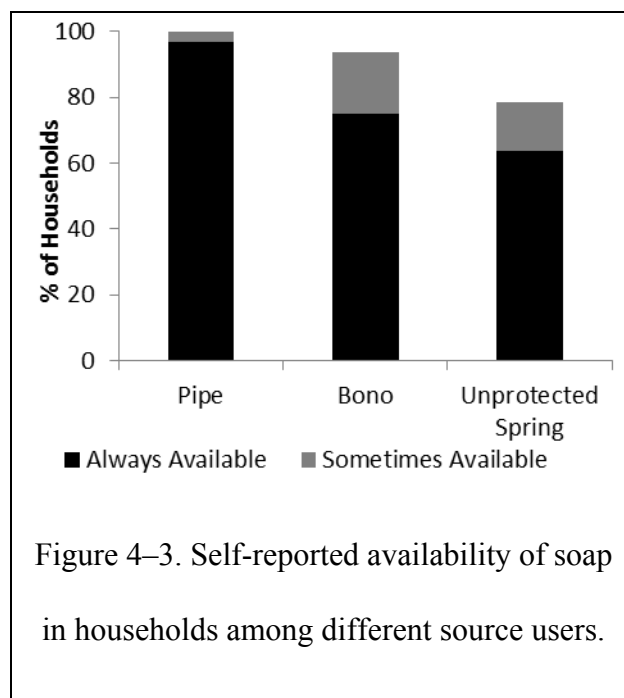 100
80
60
40
20
0
% of Households
Pipe
Bono
Unprotected
Spring
Always Available
Sometimes Available
Figure 4–3. Self-reported availability of soap
in households among different source users.